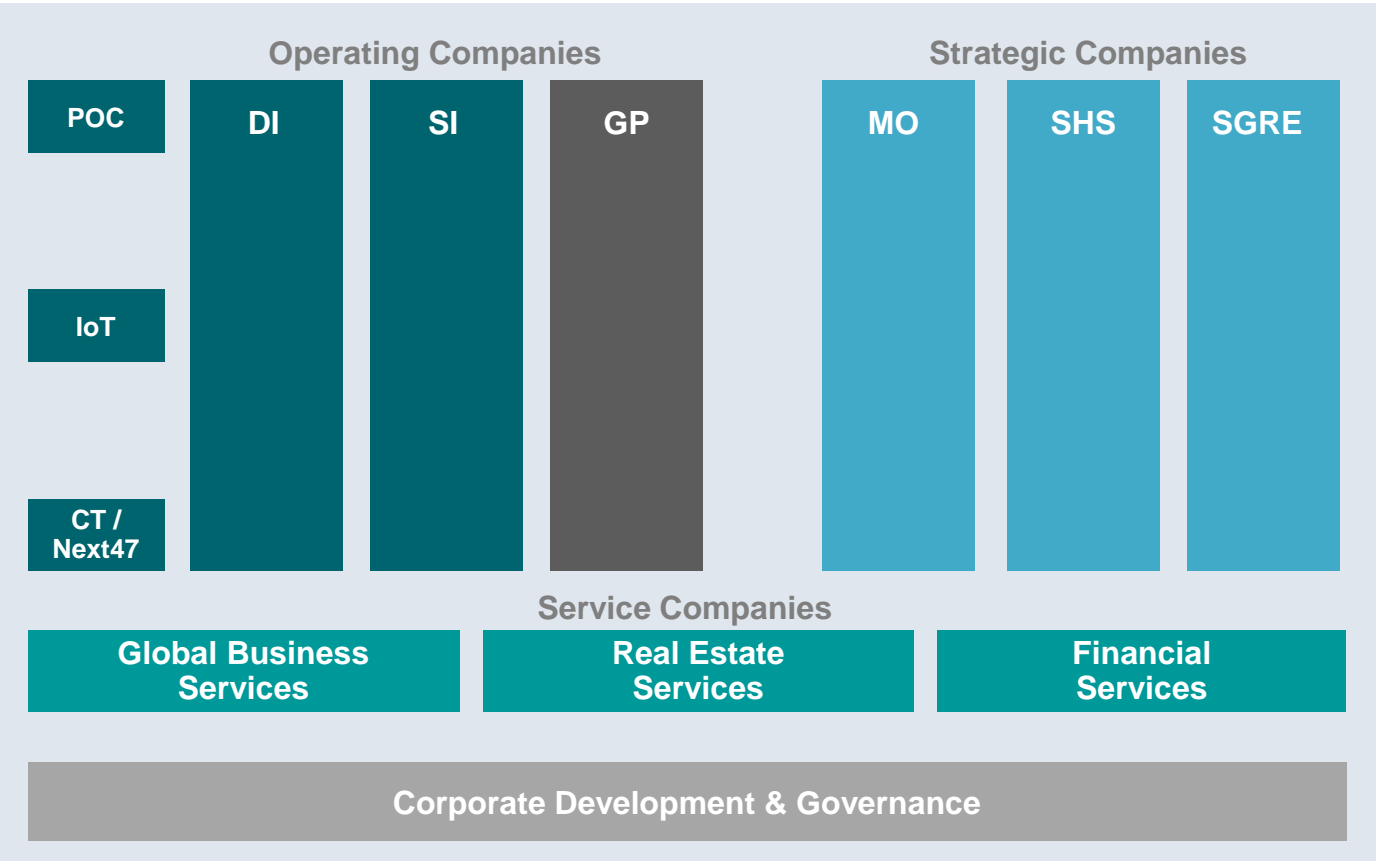 Operating Companies
Strategic Companies
POC
DI
SI
GP
MO
SHS
SGRE
IoT
CT /
Next47
Service Companies
Global Business
Services
Real Estate
Services
Financial
Services
Corporate Development & Governance